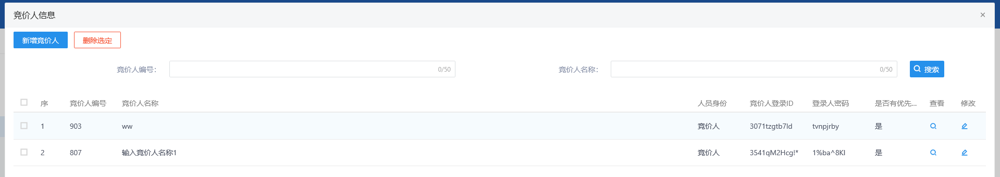 竞价人信息
新增竞价人 删除选定
竞价人编号： 0/50 竞价人名称： 0/50 搜索
序 竞价人编号 竞价人名称 人员身份 竞价人登录ID 登录人密码 是否有优先... 查看 修改
1 903 ww 竞价人 3071tzgtb7ld tvnpjrby 是
2 807 输入竞价人名称1 竞价人 3541qM2Hcg!* 1%ba^8KI 是